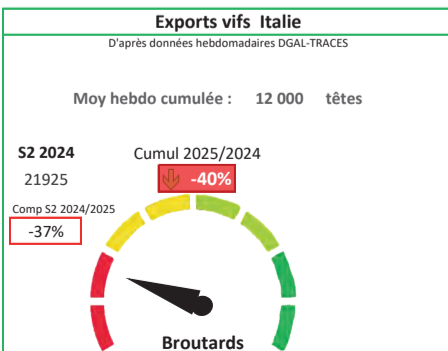 Exports vifs Italie
D'après données hebdomadaires DGAL-TRACES
Moy hebdo cumulée : 12 000 têtes
S2 2024 Cumul 2025/2024
21925 -40%
Comp S2 2024/2025
-37%
Broutards